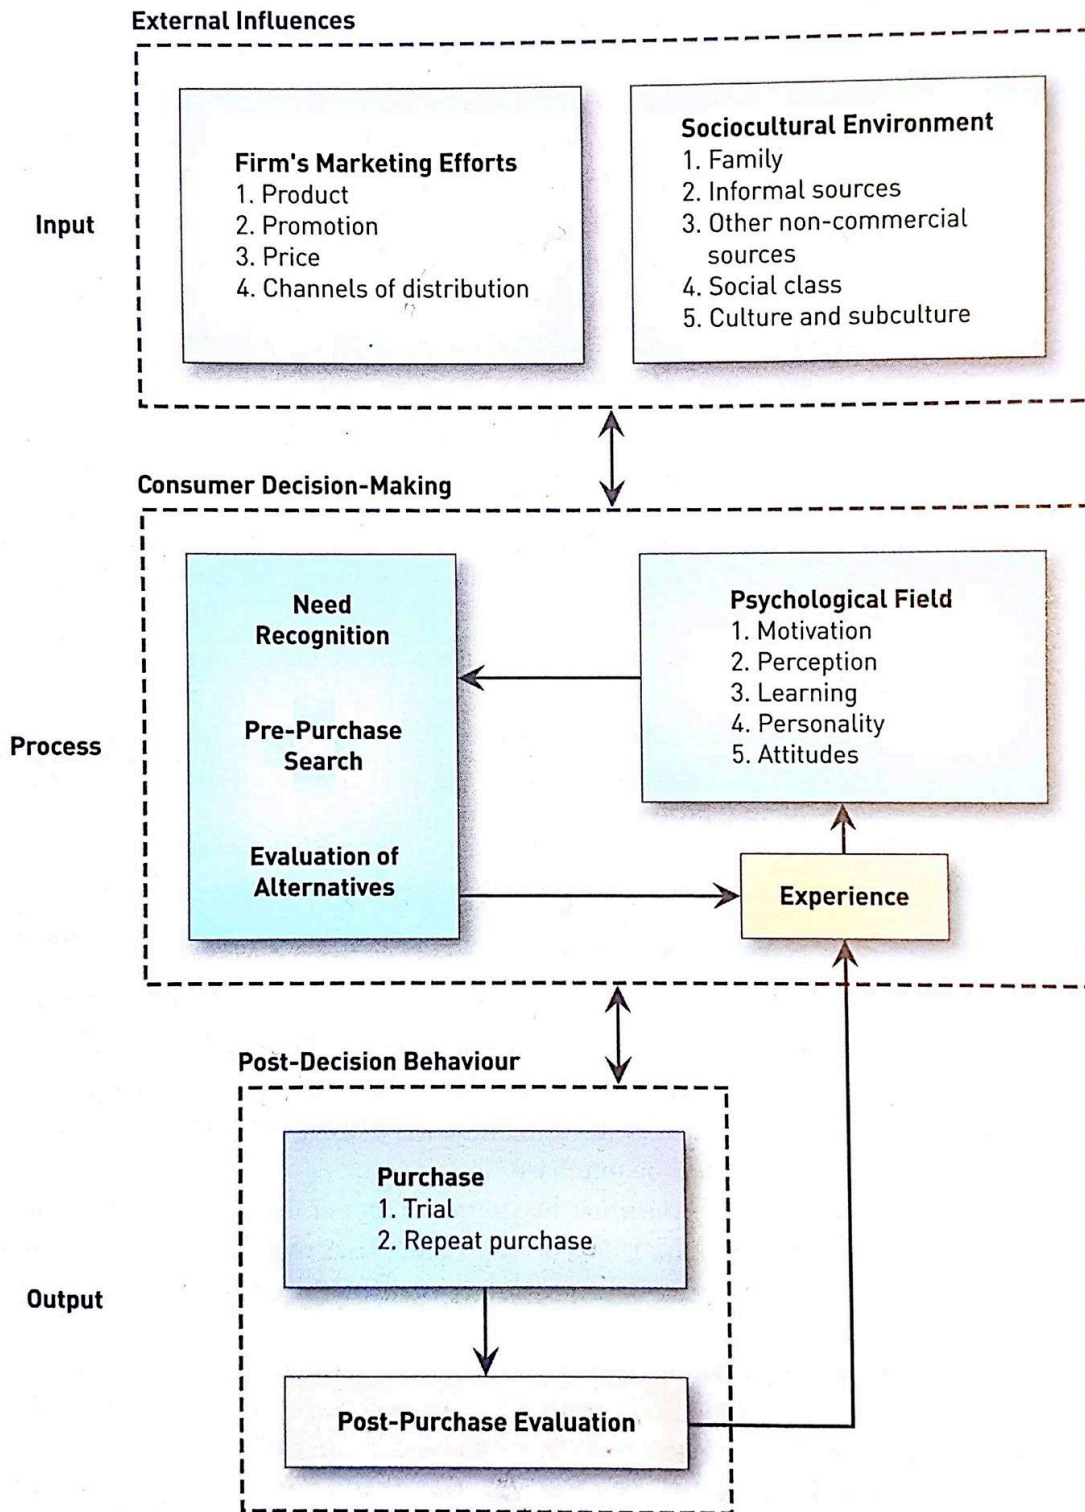 External Influences
Input
Firm's Marketing Efforts
1. Product
2. Promotion
3. Price
4. Channels of distribution
Sociocultural Environment
1. Family
2. Informal sources
3. Other non-commercial
sources
4. Social class
5. Culture and subculture
Consumer Decision-Making
Process
Need
Recognition
Pre-Purchase
Search
Evaluation of
Alternatives
Psychological Field
1. Motivation
2. Perception
3. Learning
4. Personality
5. Attitudes
Experience
Post-Decision Behaviour
Output
Purchase
1. Trial
2. Repeat purchase
Post-Purchase Evaluation